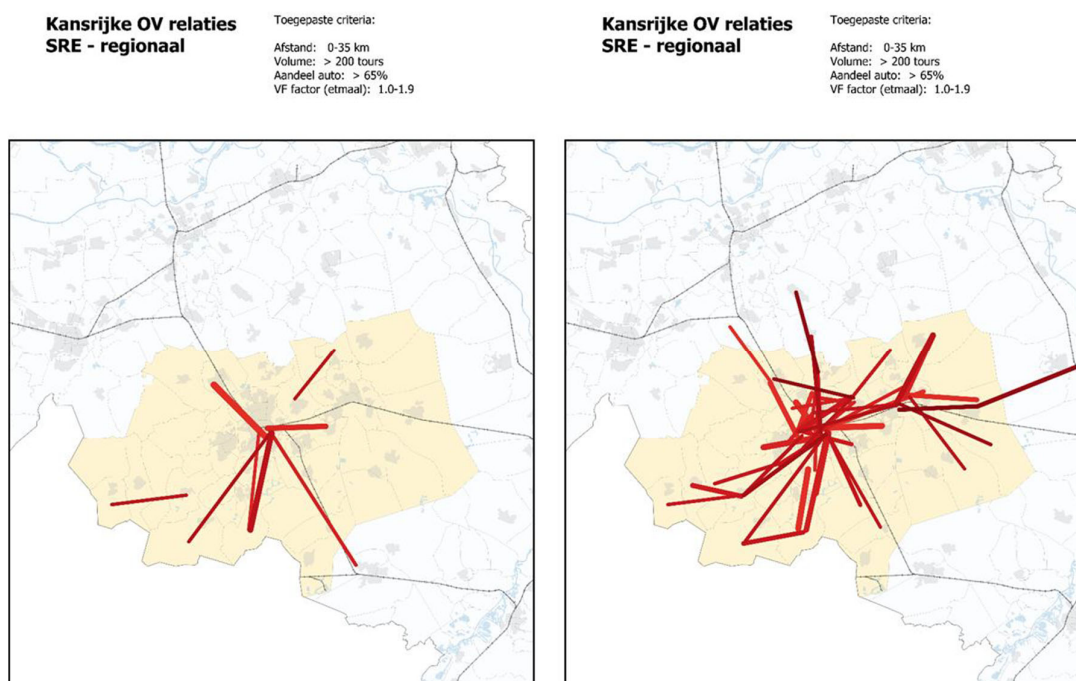 Kansrijke OV relaties
SRE - regionaal
Toegepaste criteria:
Afstand: 0-35 km
Volume: > 200 tours
Aandeel auto: > 65%
VF factor (etmaal): 1.0-1.9
Kansrijke OV relaties
SRE - regionaal
Toegepaste criteria:
Afstand: 0-35 km
Volume: > 200 tours
Aandeel auto: > 65%
VF factor (etmaal): 1.0-1.9